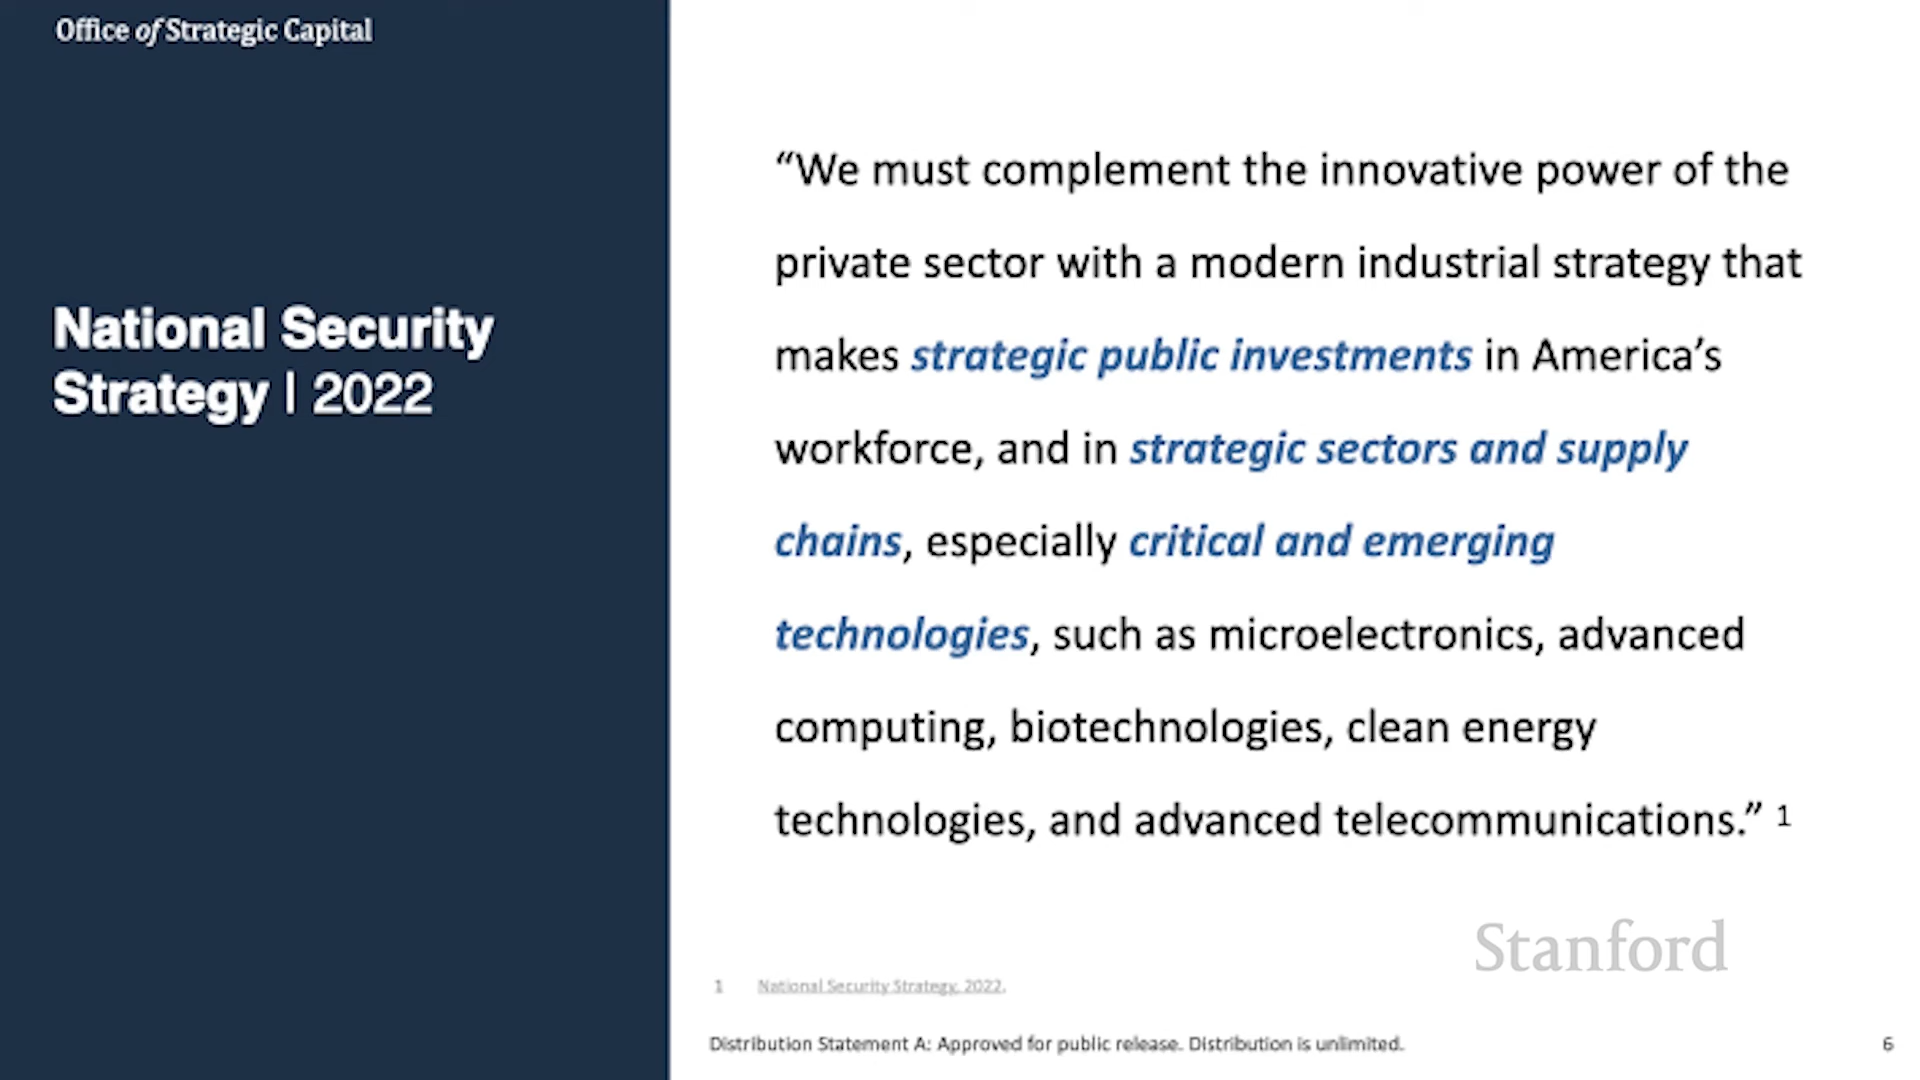 Office of Strategic Capital
National Security
Strategy | 2022
“We must complement the innovative power of the
private sector with a modern industrial strategy that
makes strategic public investments in America’s
workforce, and in strategic sectors and supply
chains, especially critical and emerging
technologies, such as microelectronics, advanced
computing, biotechnologies, clean energy
technologies, and advanced telecommunications.” 1
Stanford
1 National Security Strategy, 2022.
Distribution Statement A: Approved for public release. Distribution is unlimited.
6